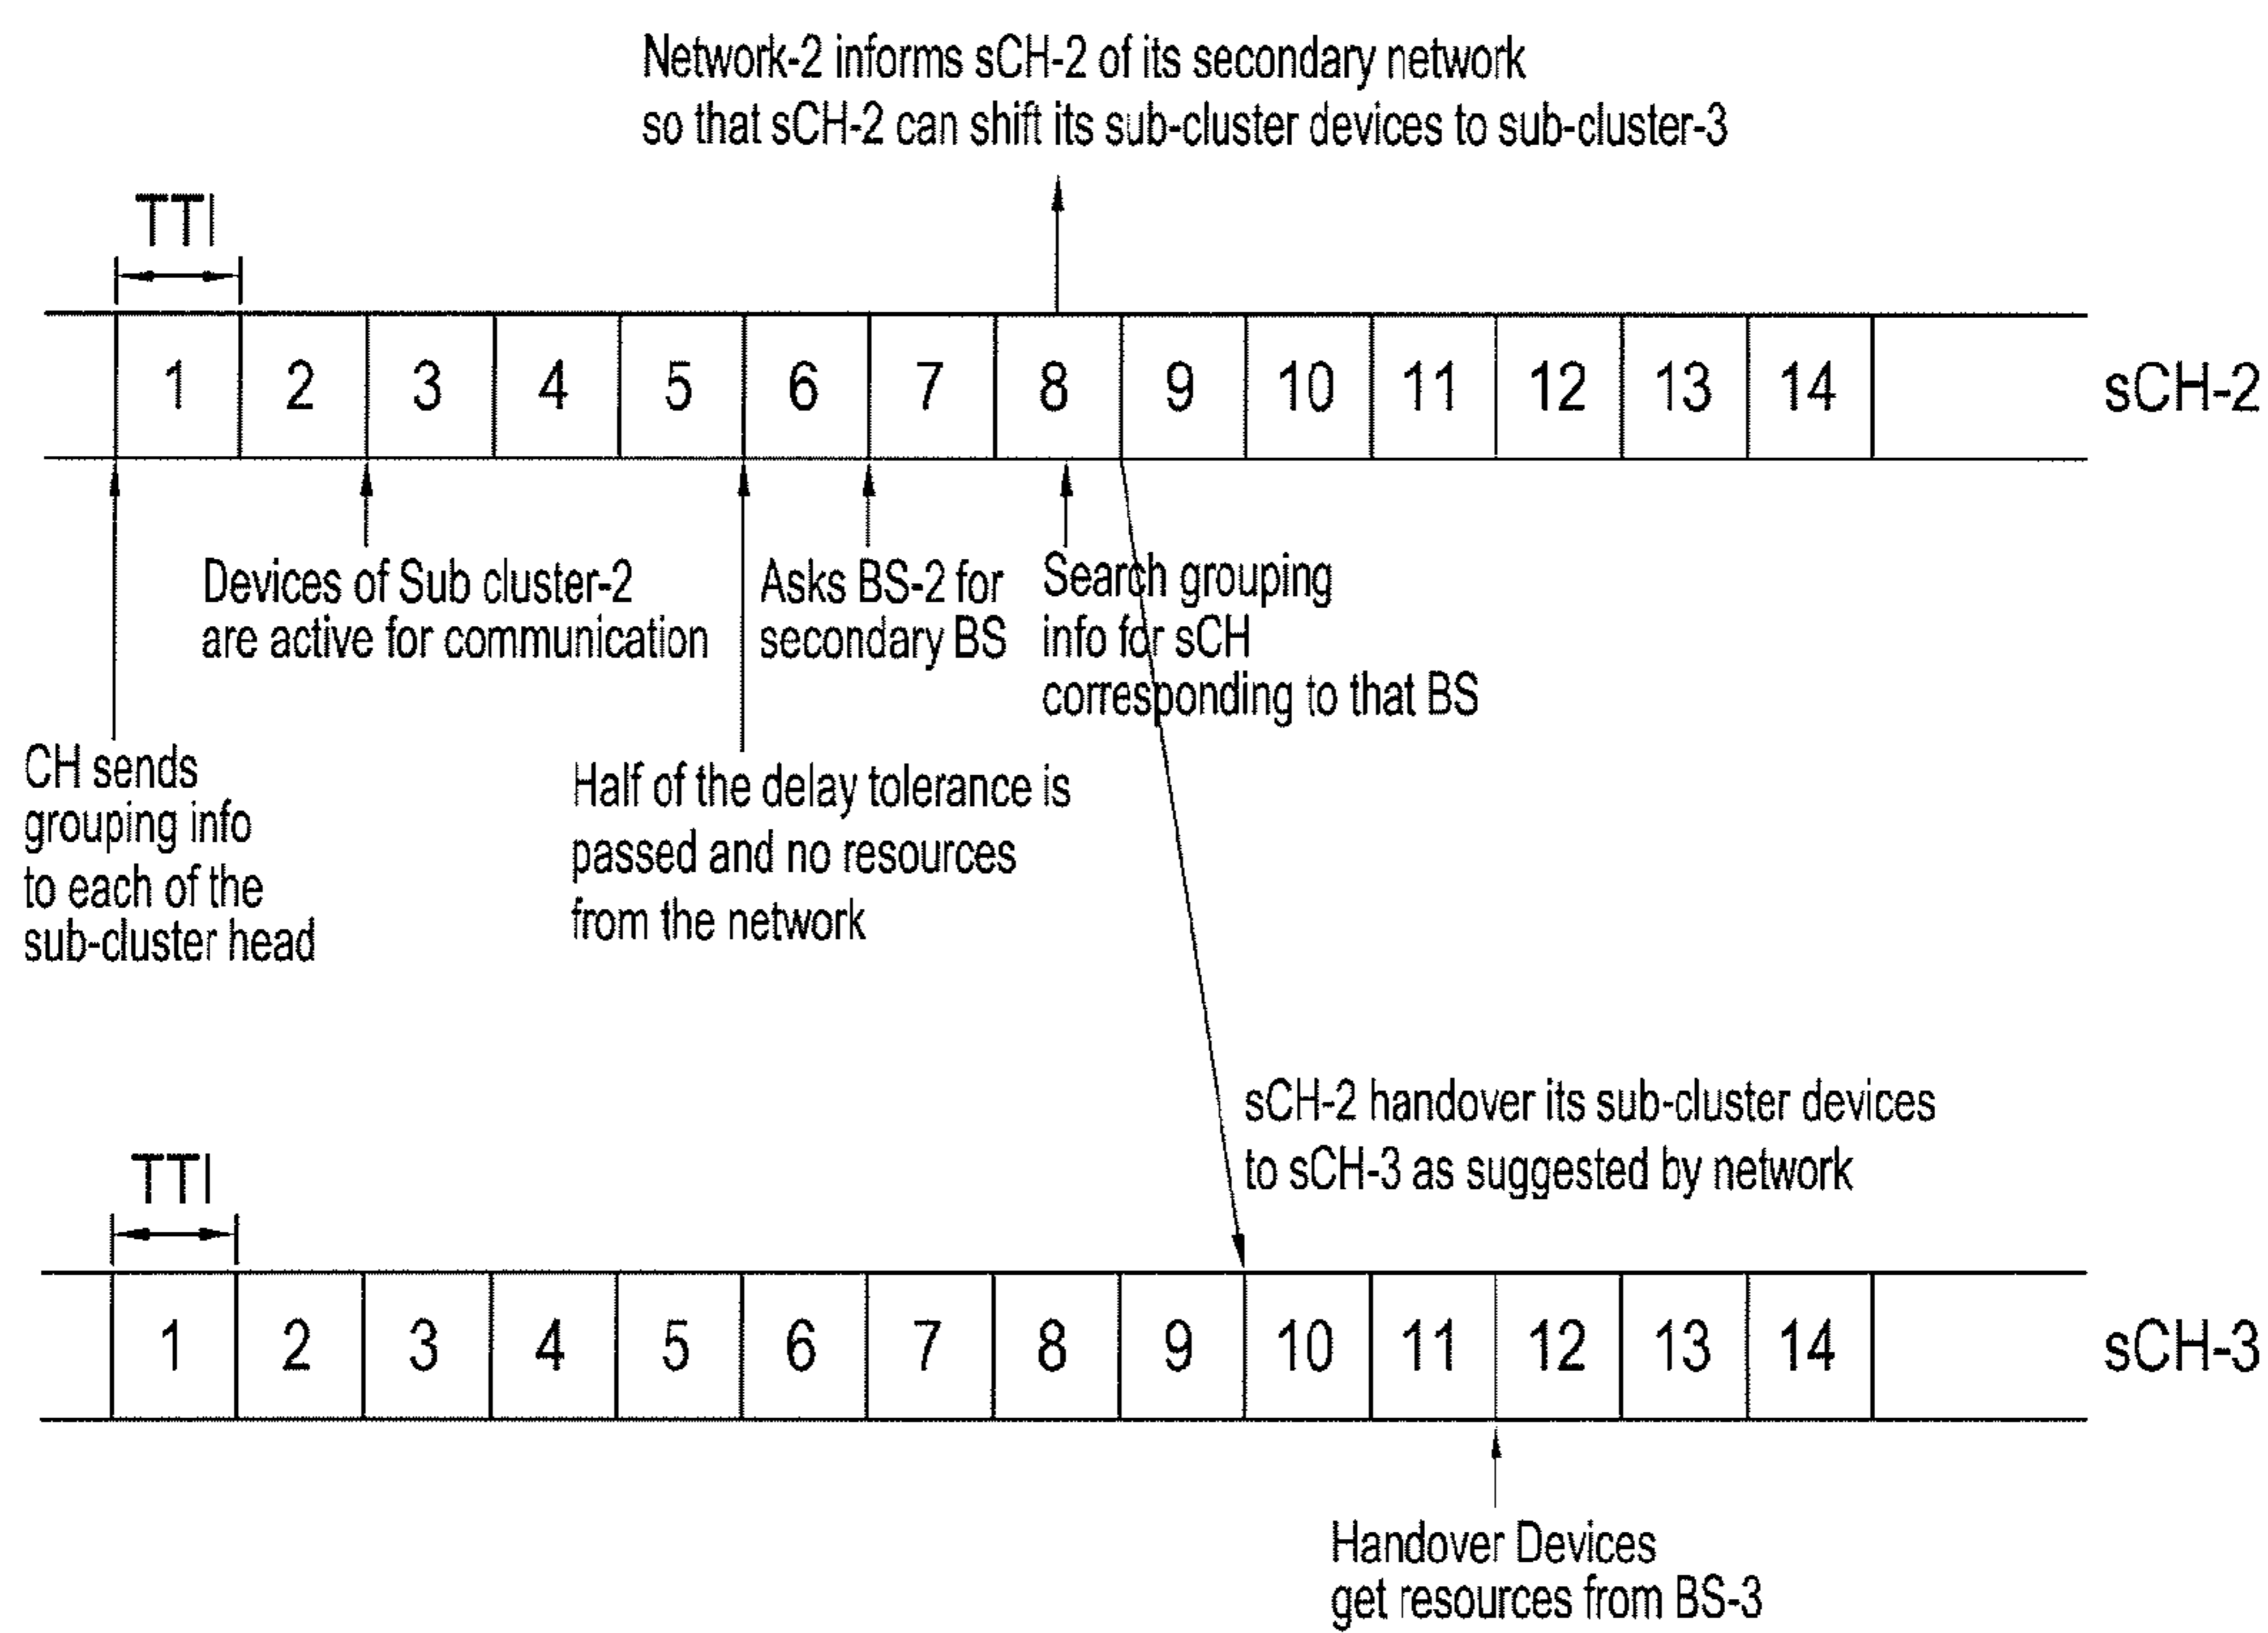 Network-2 informs sCH-2 of its secondary network
so that sCH-2 can shift its sub-cluster devices to sub-cluster-3
TTI
1 2 3 4 5 6 7 8 9 10 11 12 13 14 sCH-2
Devices of Sub cluster-2
are active for communication
Asks BS-2 for
secondary BS
Search grouping
info for sCH
corresponding to that BS
CH sends
grouping info
to each of the
sub-cluster head
Half of the delay tolerance is
passed and no resources
from the network
sCH-2 handover its sub-cluster devices
to sCH-3 as suggested by network
TTI
1 2 3 4 5 6 7 8 9 10 11 12 13 14 sCH-3
Handover Devices
get resources from BS-3